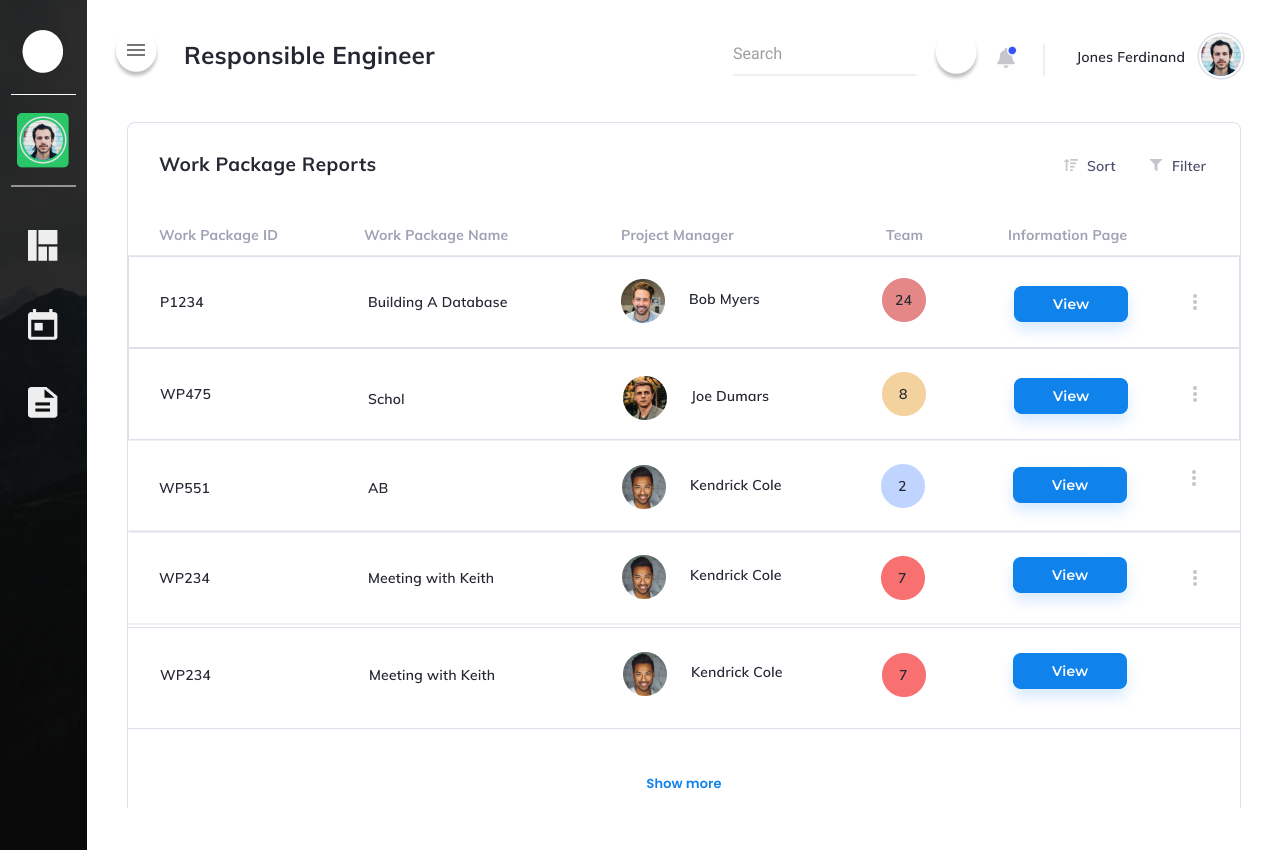 Responsible Engineer
Search
Jones Ferdinand
Work Package Reports
Sort
Filter
Work Package ID
Work Package Name
Project Manager
Team
Information Page
P1234
Building A Database
Bob Myers
24
View
WP475
Schol
Joe Dumars
8
View
WP551
AB
Kendrick Cole
2
View
WP234
Meeting with Keith
Kendrick Cole
7
View
WP234
Meeting with Keith
Kendrick Cole
7
View
Show more